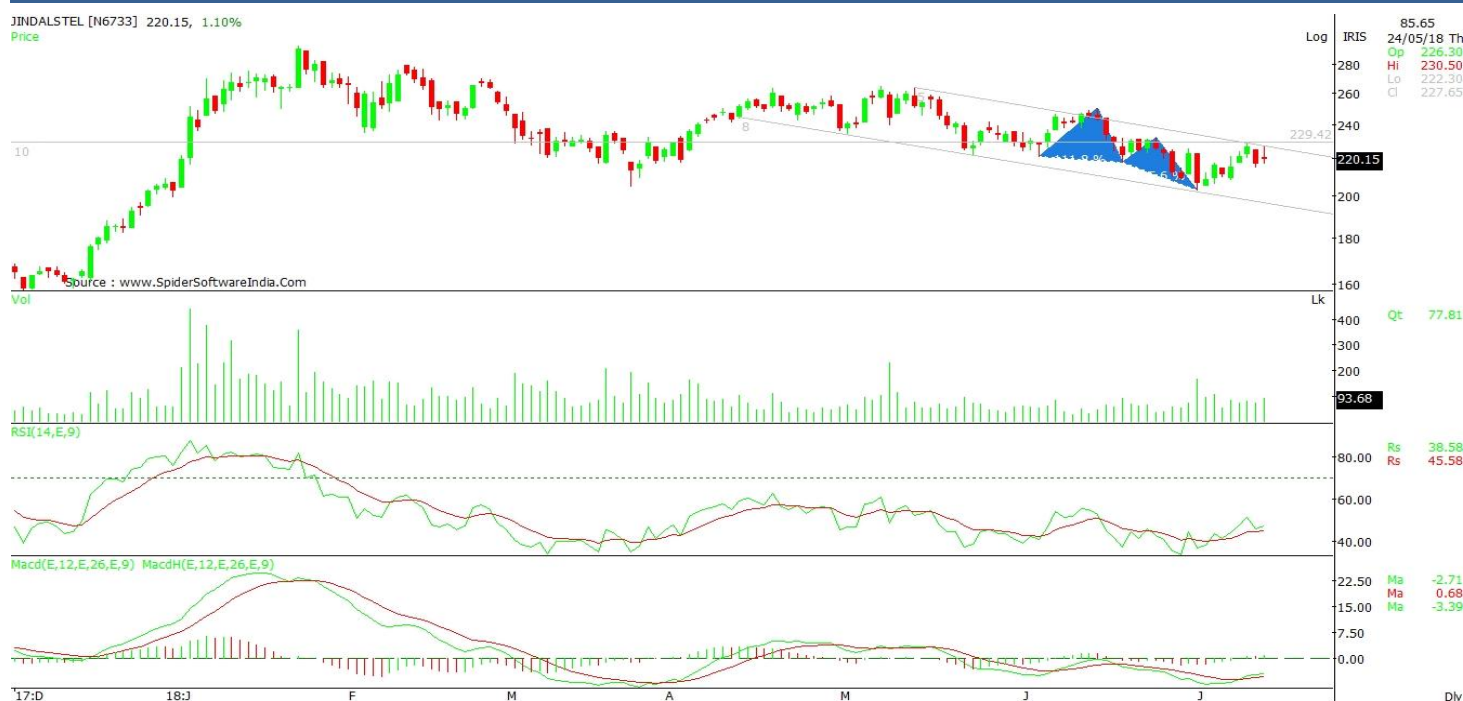 JINDALSTEL [N6733] 220.15, 1.10%
Price
Log
IRIS
85.65
24/05/18 Th
Op 226.30
Hi 230.50
Lo 222.30
Cl 227.65
280
260
240
229.42
220.15
200
180
160
10
8
Source : www.SpiderSoftwareIndia.Com
Vol
Lk
400
300
200
93.68
Qt 77.81
RSI(14,E,9)
80.00
60.00
40.00
Rs 38.58
Rs 45.58
Macd(E,12,E,26,E,9) MacdH(E,12,E,26,E,9)
22.50
15.00
7.50
0.00
Ma -2.71
Ma 0.68
Ma -3.39
'17:D 18:J F M A M J J Dly